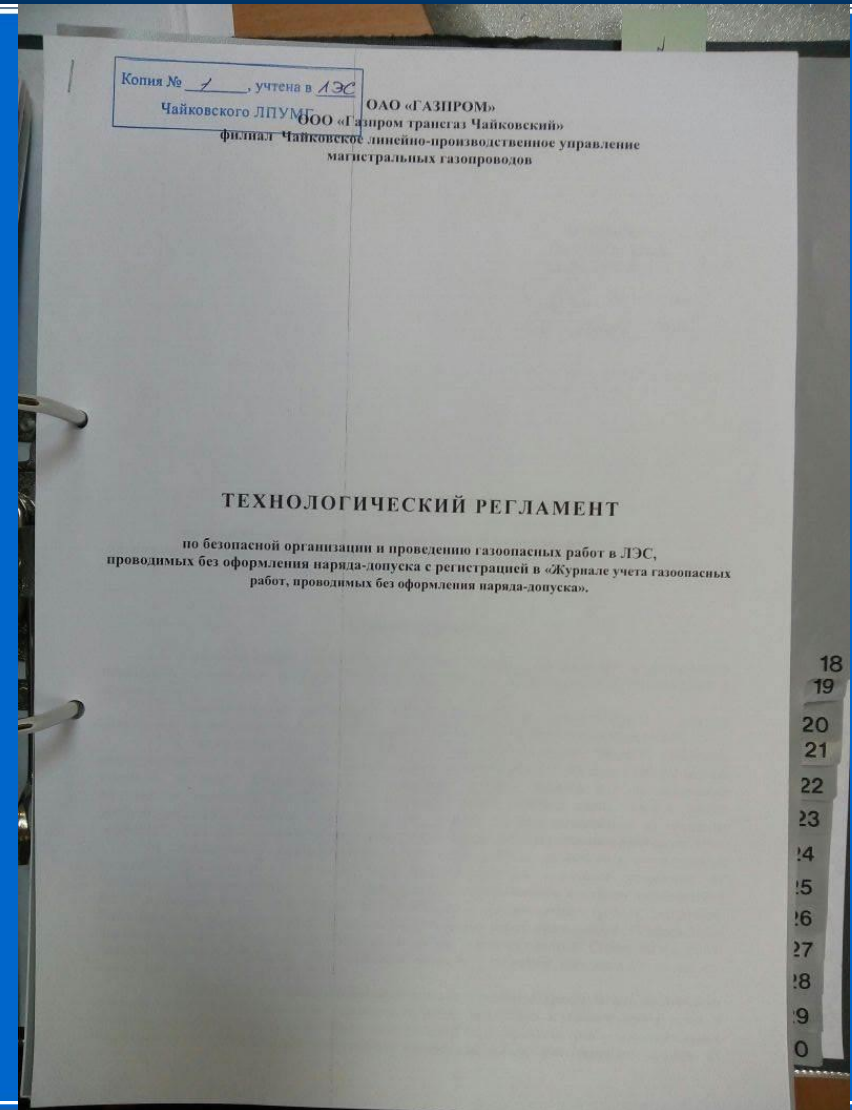 Копия № 1, учтена в ЛЭС
Чайковского ЛПУМГ
ОАО «ГАЗПРОМ»
ООО «Газпром трансгаз Чайковский»
филиал Чайковское линейно-производственное управление
магистральных газопроводов
ТЕХНОЛОГИЧЕСКИЙ РЕГЛАМЕНТ
по безопасной организации и проведению газоопасных работ в ЛЭС,
проводимых без оформления наряда-допуска с регистрацией в «Журнале учета газоопасных
работ, проводимых без оформления наряда-допуска».
18
19
20
21
22
23
24
25
26
27
28
29
0